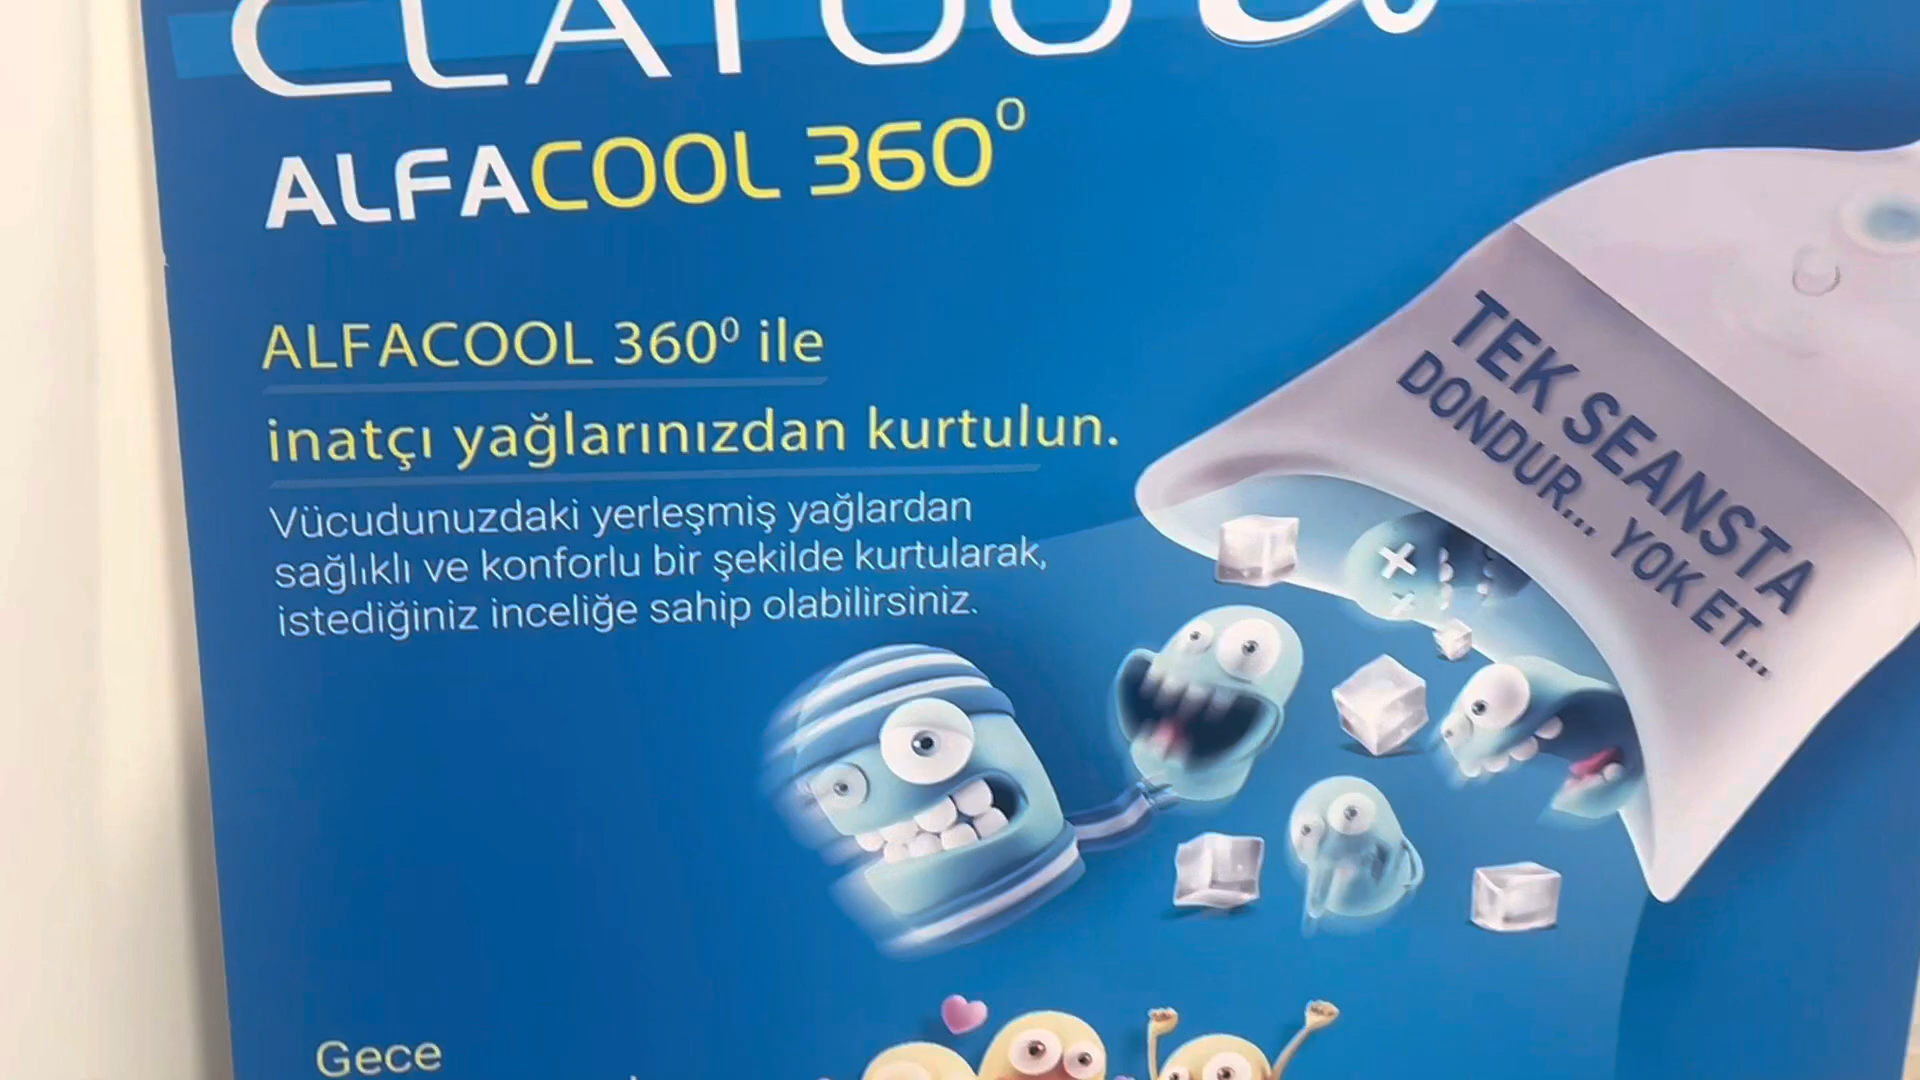 ALFACOOL 360⁰
ALFACOOL 360⁰ ile
inatçı yağlarınızdan kurtulun.
Vücudunuzdaki yerleşmiş yağlardan
sağlıklı ve konforlu bir şekilde kurtularak,
istediğiniz inceliğe sahip olabilirsiniz.
TEK SEANSTA
DONDUR... YOK ET...
Gece